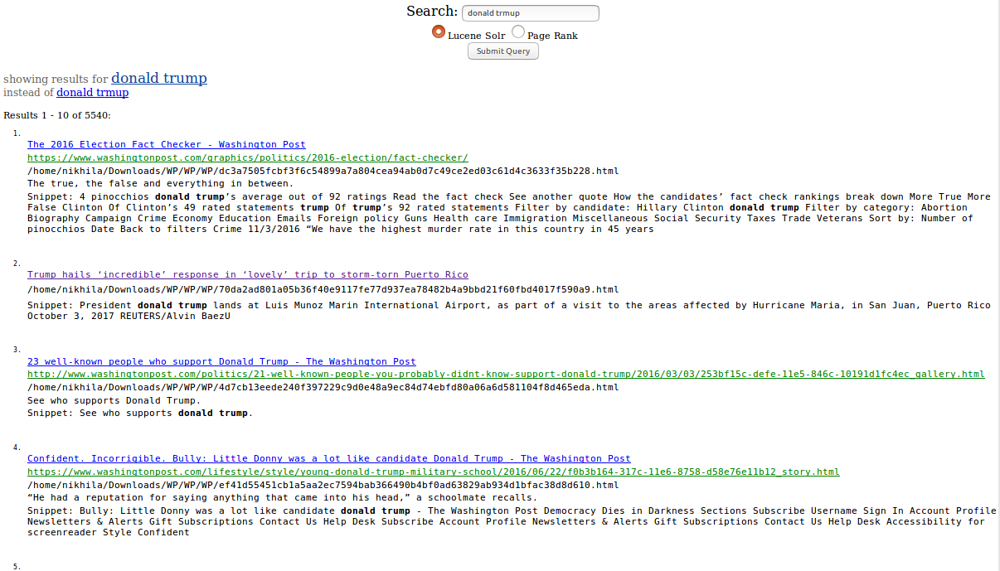 Search: donald trmup
Lucene Solr Page Rank
Submit Query
showing results for donald trump
instead of donald trmup
Results 1 - 10 of 5540:
1.
The 2016 Election Fact Checker - Washington Post
https://www.washingtonpost.com/graphics/politics/2016-election/fact-checker/
/home/nikhila/Downloads/WP/WP/WP/dc3a7505fcbf3f6c54899a7a804cea94ab0d7c49ce2ed03c61d4c3633f35b228.html
The true, the false and everything in between.
Snippet: 4 pinocchios donald trump’s average out of 92 ratings Read the fact check See another quote How the candidates’ fact check rankings break down More True More
False Clinton Of Clinton’s 49 rated statements trump Of trump’s 92 rated statements Filter by candidate: Hillary Clinton donald trump Filter by category: Abortion
Biography Campaign Crime Economy Education Emails Foreign policy Guns Health care Immigration Miscellaneous Social Security Taxes Trade Veterans Sort by: Number of
pinocchios Date Back to filters Crime 11/3/2016 “We have the highest murder rate in this country in 45 years
2.
Trump hails ‘incredible’ response in ‘lovely’ trip to storm-torn Puerto Rico
/home/nikhila/Downloads/WP/WP/WP/70da2ad801a05b36f40e9117fe77d937ea78482b4a9bbd21f60fbd4017f590a9.html
Snippet: President donald trump lands at Luis Munoz Marin International Airport, as part of a visit to the areas affected by Hurricane Maria, in San Juan, Puerto Rico
October 3, 2017 REUTERS/Alvin BaezU
3.
23 well-known people who support Donald Trump - The Washington Post
http://www.washingtonpost.com/politics/21-well-known-people-you-probably-didnt-know-support-donald-trump/2016/03/03/253bf15c-defe-11e5-846c-10191d1fc4ec_gallery.html
/home/nikhila/Downloads/WP/WP/WP/4d7cb13eede240f397229c9d0e48a9ec84d74ebfd80a06a6d581104f8d465eda.html
See who supports Donald Trump.
Snippet: See who supports donald trump.
4.
Confident. Incorrigible. Bully: Little Donny was a lot like candidate Donald Trump - The Washington Post
https://www.washingtonpost.com/lifestyle/style/young-donald-trump-military-school/2016/06/22/f0b3b164-317c-11e6-8758-d58e76e11b12_story.html
/home/nikhila/Downloads/WP/WP/WP/ef41d55451cb1a5aa2ec7594bab366490b4bf0ad63829ab934d1bfac38d8d610.html
“He had a reputation for saying anything that came into his head,” a schoolmate recalls.
Snippet: Bully: Little Donny was a lot like candidate donald trump - The Washington Post Democracy Dies in Darkness Sections Subscribe Username Sign In Account Profile
Newsletters & Alerts Gift Subscriptions Contact Us Help Desk Subscribe Account Profile Newsletters & Alerts Gift Subscriptions Contact Us Help Desk Accessibility for
screenreader Style Confident
5.